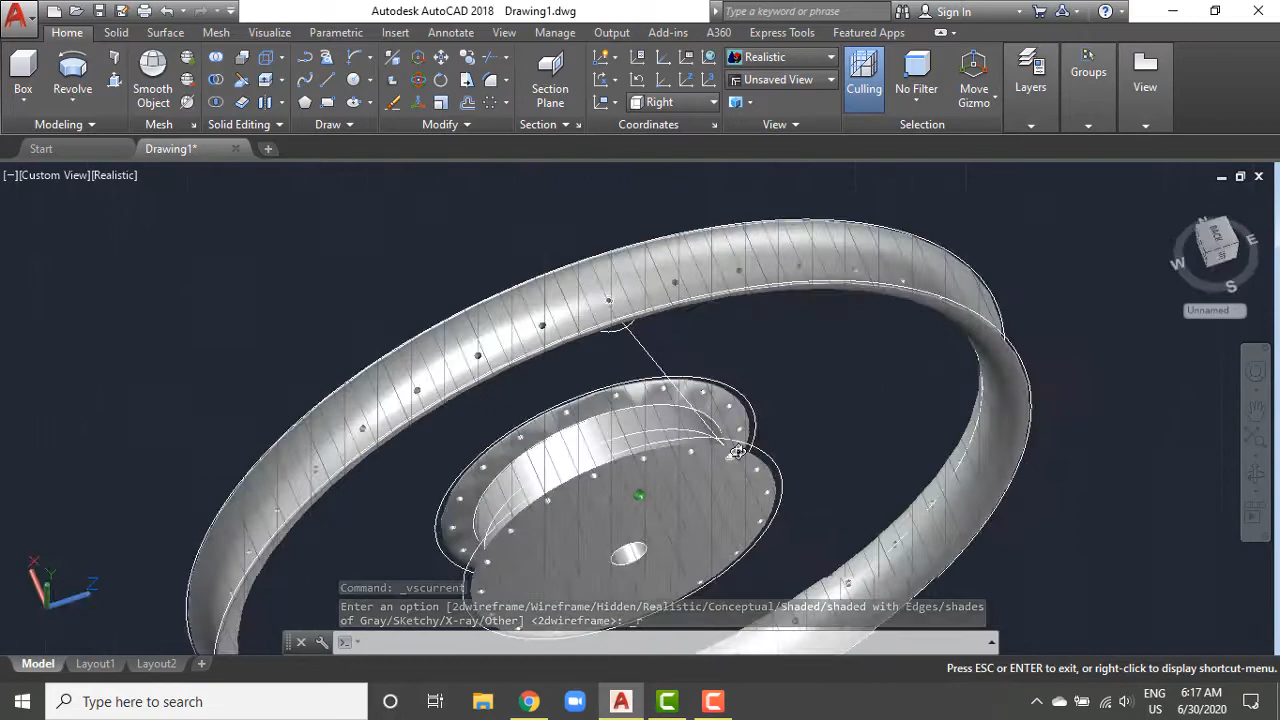 Autodesk AutoCAD 2018 Drawing1.dwg
Type a keyword or phrase
Sign In
Home Solid Surface Mesh Visualize Parametric Insert Annotate View Manage Output Add-ins A360 Express Tools Featured Apps
Box
Revolve
Smooth Object
Section Plane
Realistic
Unsaved View
Right
Culling
No Filter
Move Gizmo
Layers
Groups
View
Modeling
Mesh
Solid Editing
Draw
Modify
Section
Coordinates
View
Selection
Start
Drawing1*
[−][Custom View][Realistic]
BACK
W
E
S
Unnamed
X
Y
Z
Command: _vscurrent
Enter an option [2dwireframe/Wireframe/Hidden/Realistic/Conceptual/Shaded/shaded with Edges/shades
of Gray/SKetchy/X-ray/Other] <2dwireframe>: _r
Model
Layout1
Layout2
Press ESC or ENTER to exit, or right-click to display shortcut-menu.
Type here to search
ENG
US
6:17 AM
6/30/2020